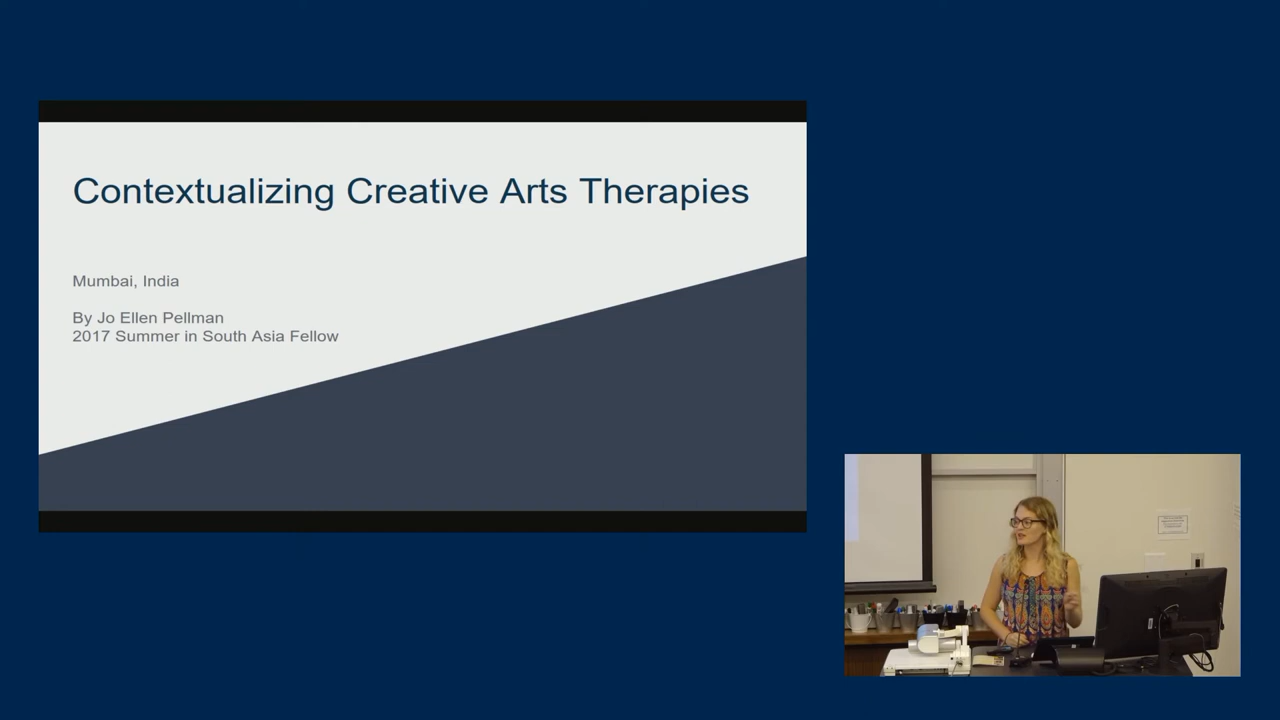 Contextualizing Creative Arts Therapies
Mumbai, India
By Jo Ellen Pellman
2017 Summer in South Asia Fellow